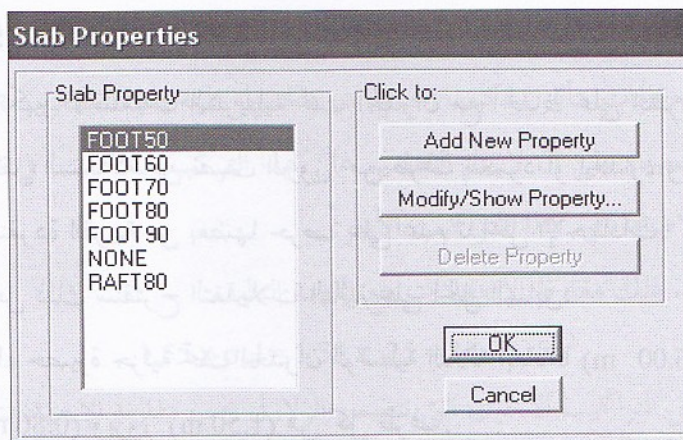 Slab Properties
Slab Property
FOOT50
FOOT60
FOOT70
FOOT80
FOOT90
NONE
RAFT80
Click to:
Add New Property
Modify/Show Property...
Delete Property
OK
Cancel